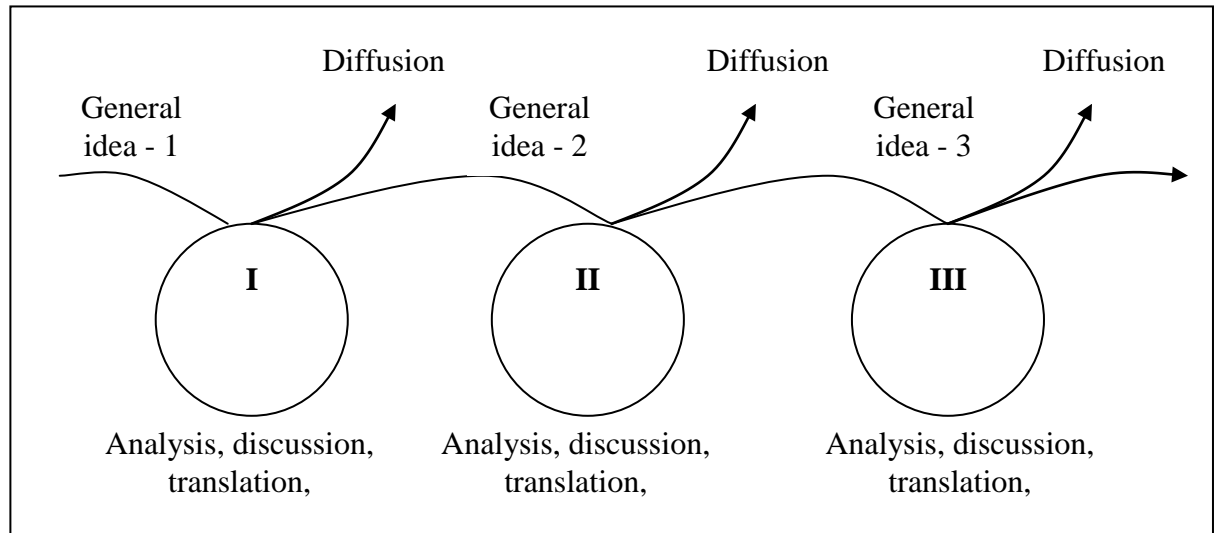 Diffusion
Diffusion
Diffusion
General
idea - 1
General
idea - 2
General
idea - 3
I
II
III
Analysis, discussion,
translation,
Analysis, discussion,
translation,
Analysis, discussion,
translation,